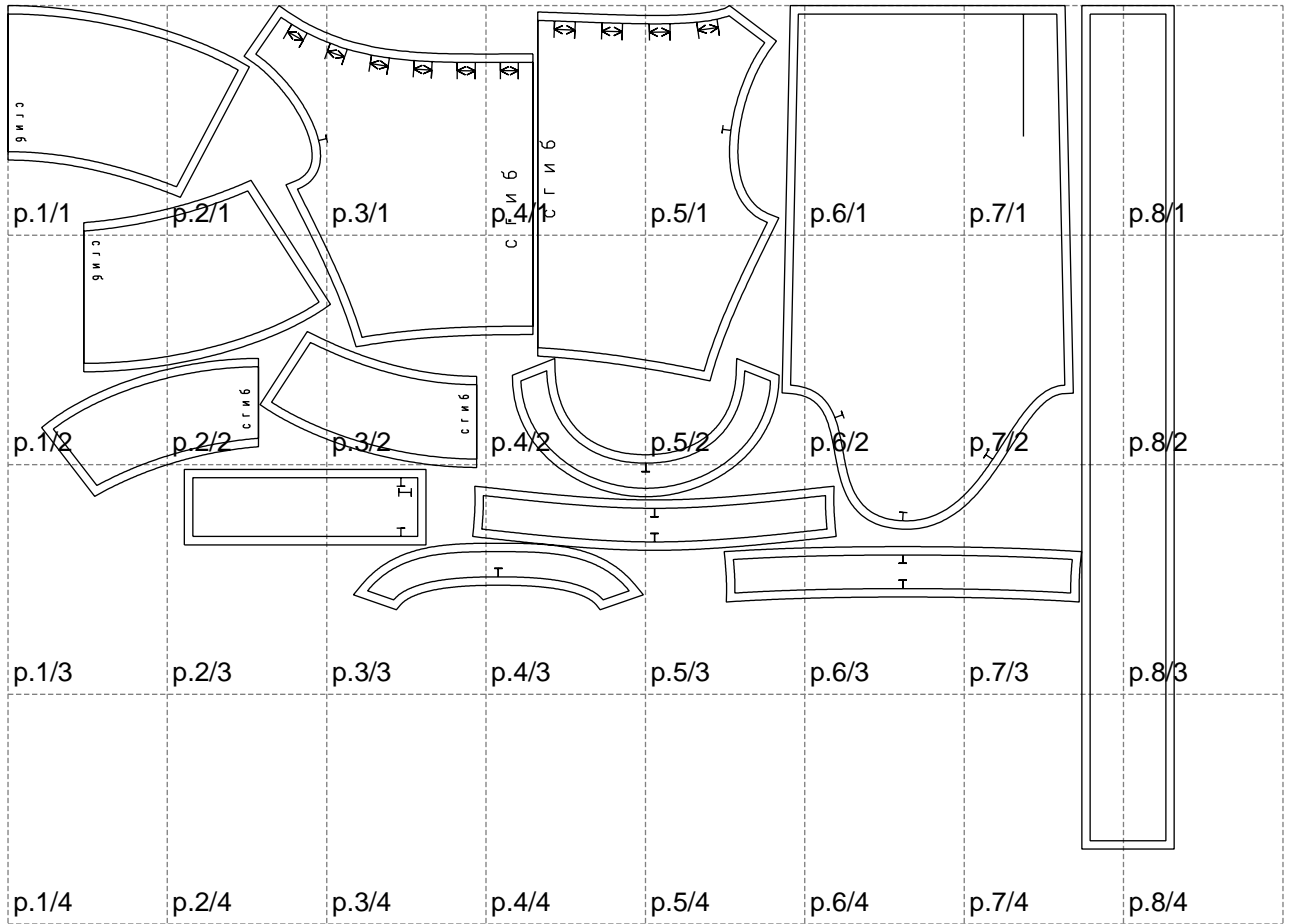 сгиб
сгиб
сгиб
p.1/1 p.2/1 p.3/1 p.4/1 p.5/1 p.6/1 p.7/1 p.8/1
сгиб
сгиб
сгиб
p.1/2 p.2/2 p.3/2 p.4/2 p.5/2 p.6/2 p.7/2 p.8/2
p.1/3 p.2/3 p.3/3 p.4/3 p.5/3 p.6/3 p.7/3 p.8/3
p.1/4 p.2/4 p.3/4 p.4/4 p.5/4 p.6/4 p.7/4 p.8/4